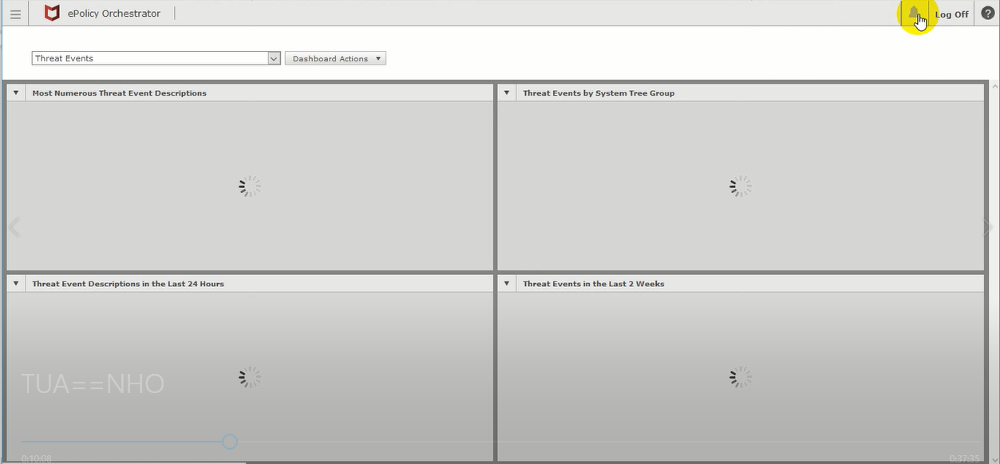 ePolicy Orchestrator
Log Off
?
Threat Events
Dashboard Actions
Most Numerous Threat Event Descriptions
Threat Events by System Tree Group
Threat Event Descriptions in the Last 24 Hours
Threat Events in the Last 2 Weeks
TUA==NHO
0:10:08
0:37:35